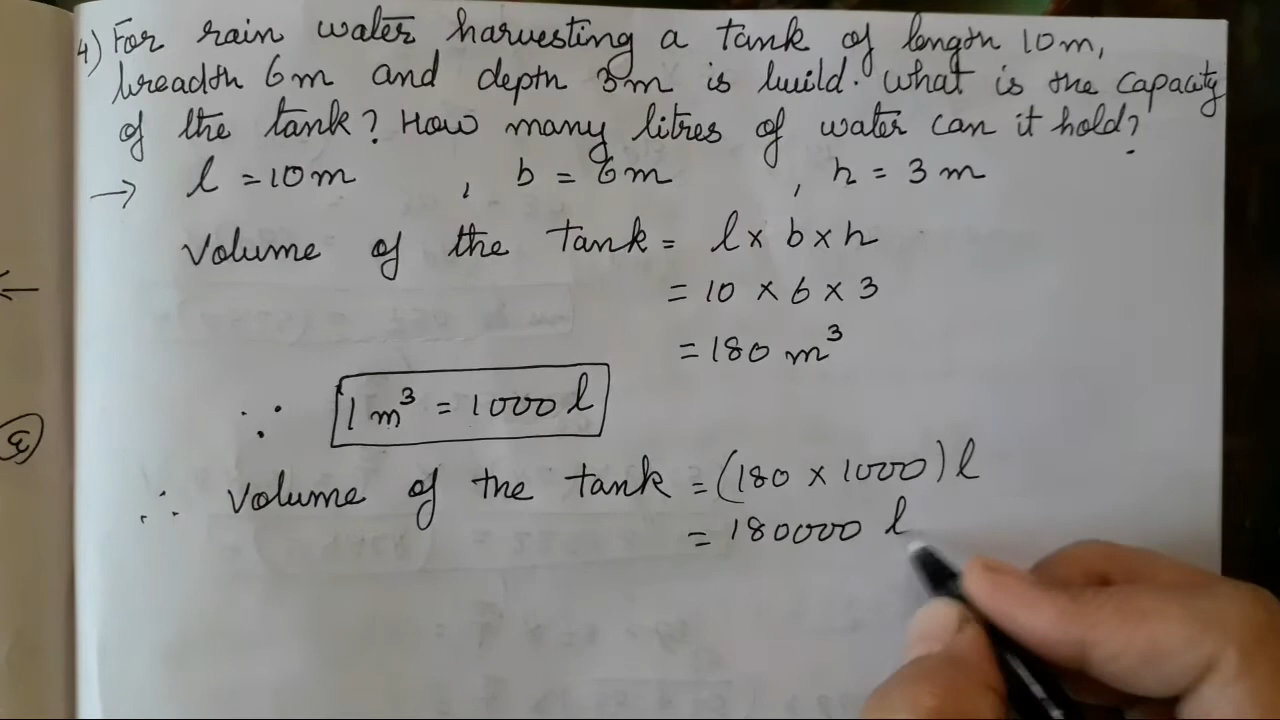 4) For rain water harvesting a tank of length 10m,
breadth 6m and depth 3m is build. What is the capacity
of the tank? How many litres of water can it hold?
→ l = 10m , b = 6m , h = 3 m
Volume of the tank = l × b × h
= 10 × 6 × 3
= 180 m³
∵ 1 m³ = 1000 l
∴ Volume of the tank = (180 × 1000) l
= 180000 l
3